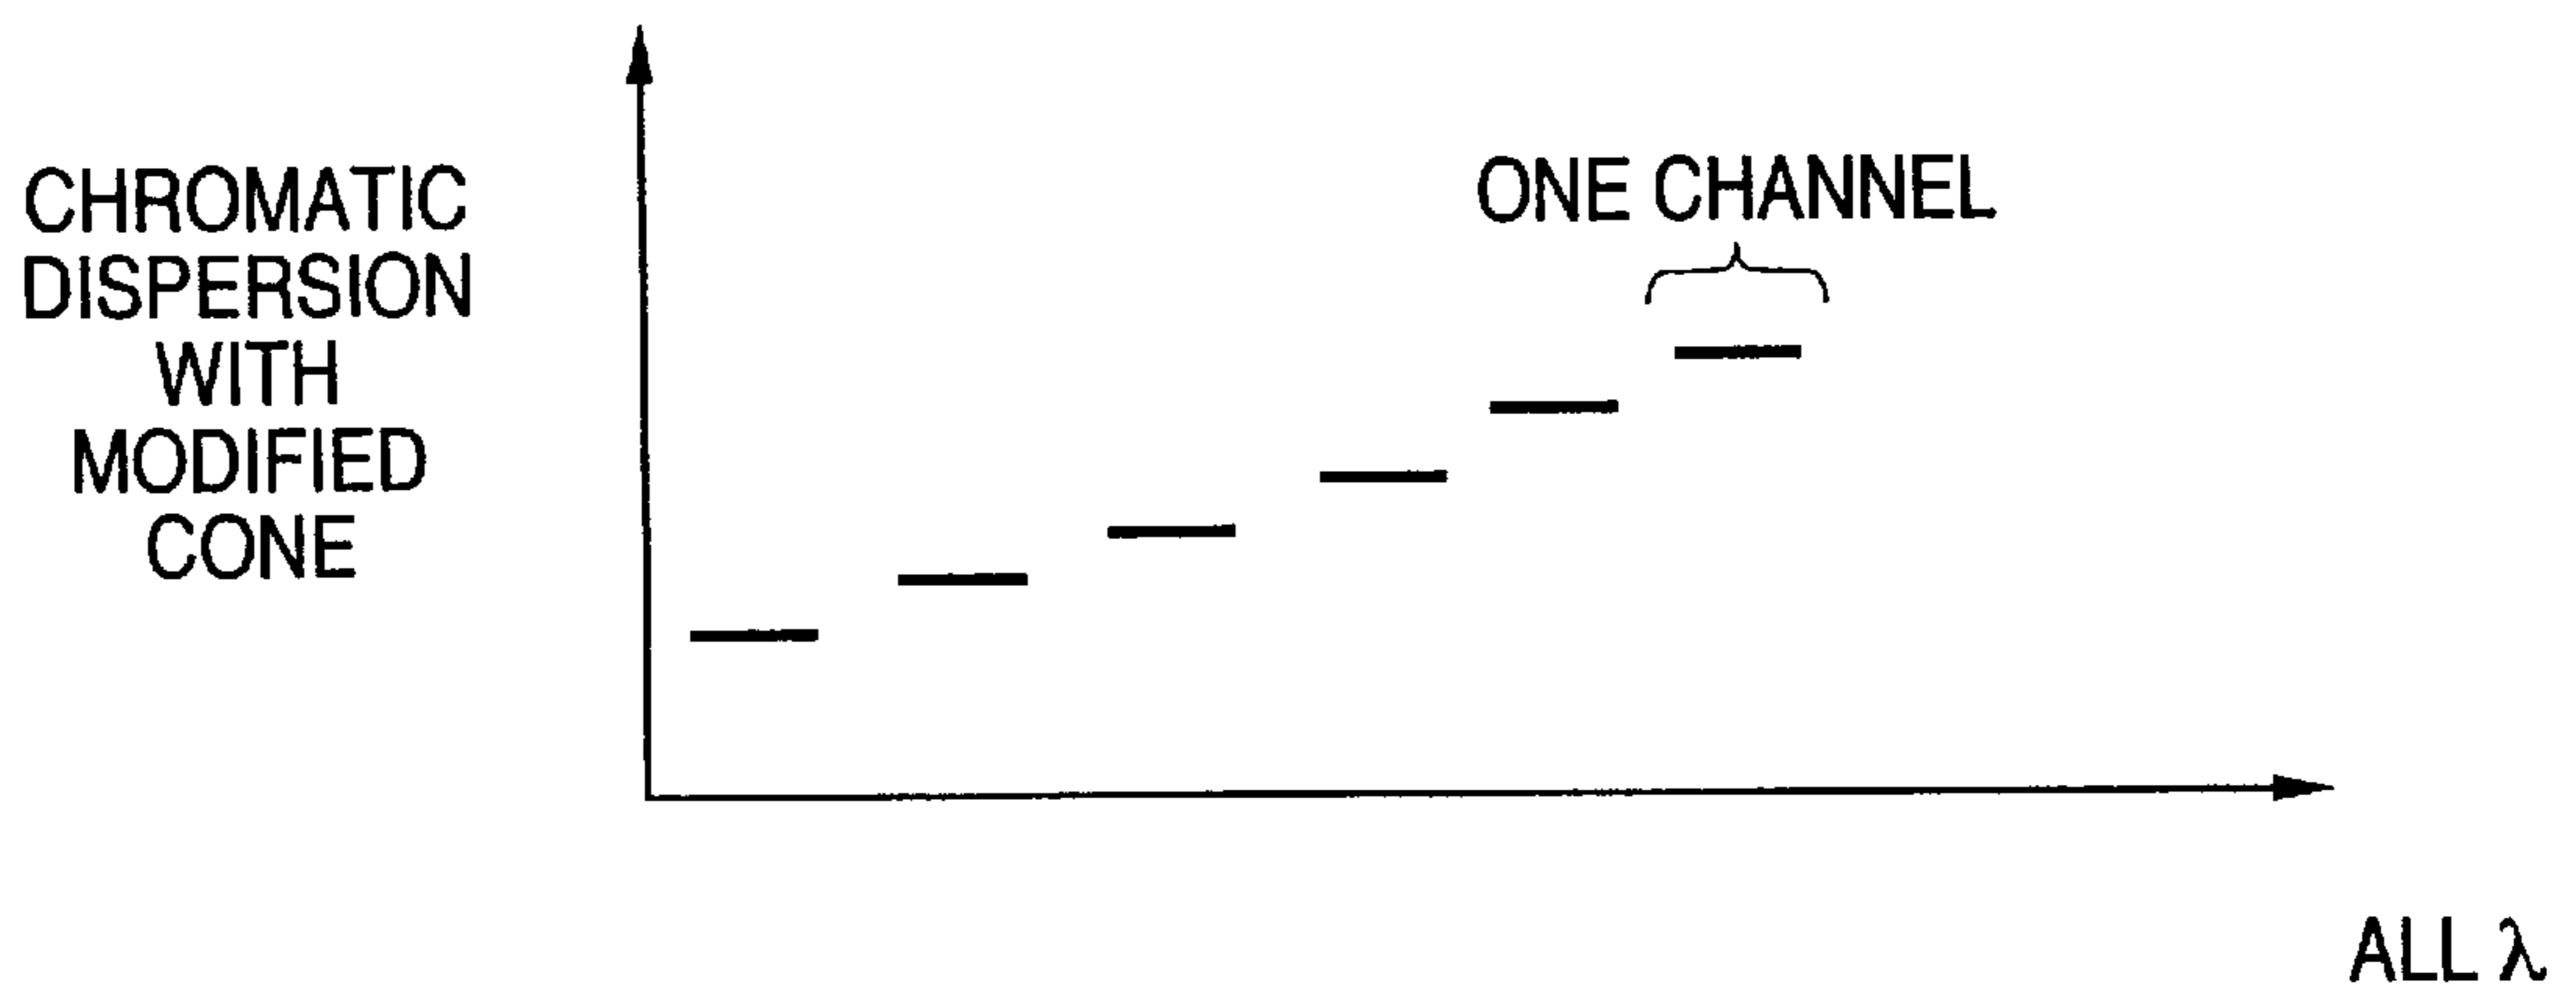 CHROMATIC
DISPERSION
WITH
MODIFIED
CONE
ONE CHANNEL
ALL λ